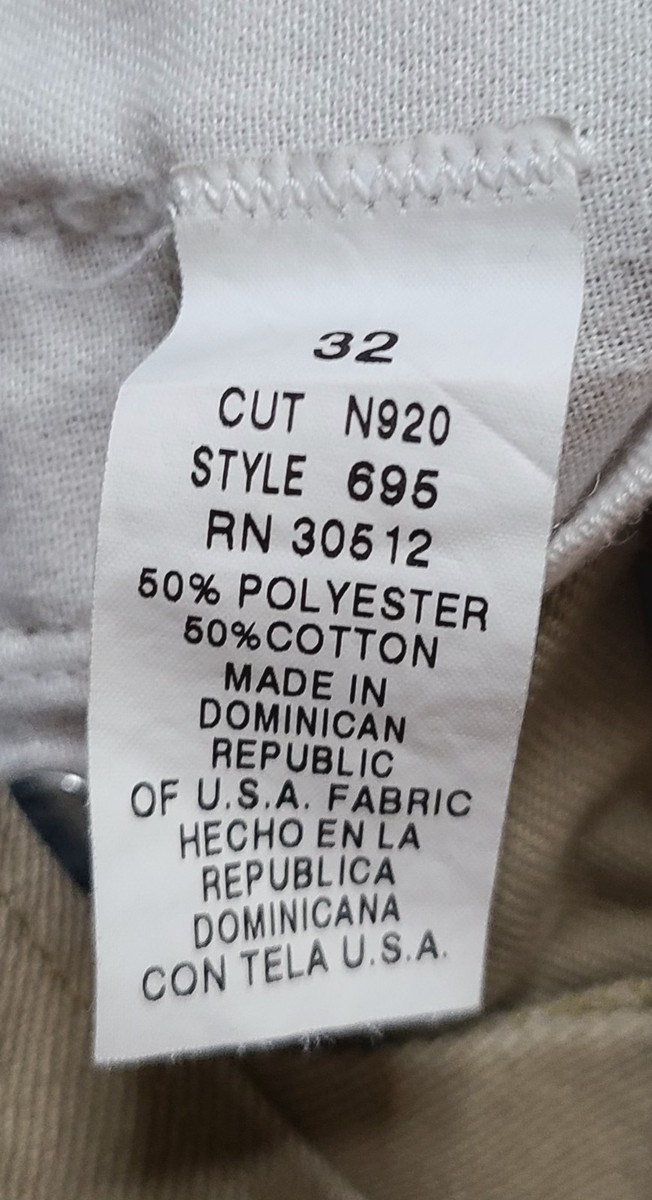 32
CUT N920
STYLE 695
RN 30512
50% POLYESTER
50%COTTON
MADE IN
DOMINICAN
REPUBLIC
OF U.S.A. FABRIC
HECHO EN LA
REPUBLICA
DOMINICANA
CON TELA U.S.A.